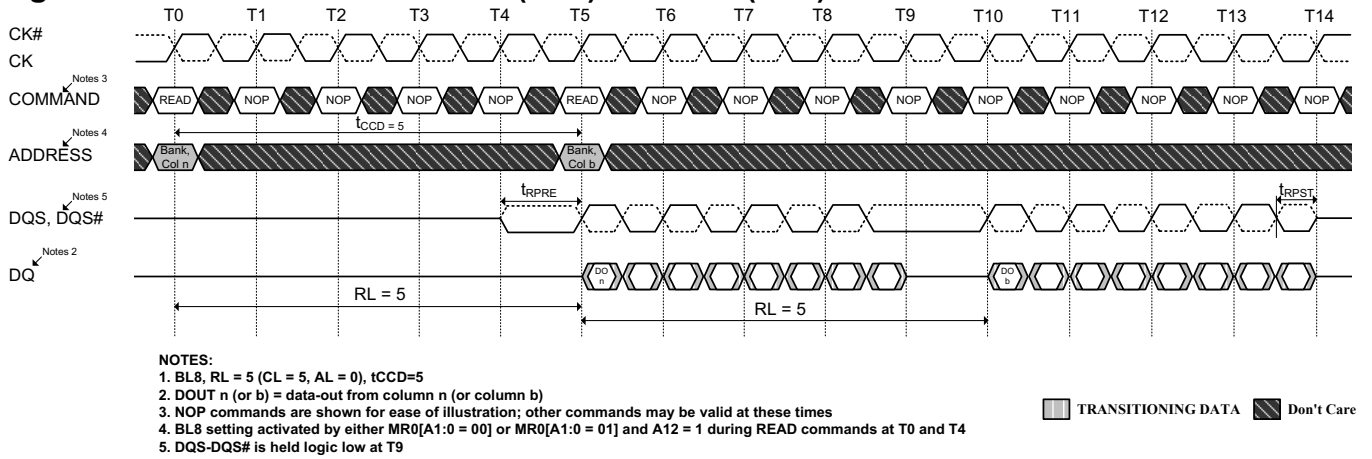 T0 T1 T2 T3 T4 T5 T6 T7 T8 T9 T10 T11 T12 T13 T14
CK#
CK
Notes 3
COMMAND READ NOP NOP NOP NOP READ NOP NOP NOP NOP NOP NOP NOP NOP NOP
tCCD = 5
Notes 4
ADDRESS Bank, Col n Bank, Col b
Notes 5
tRPRE tRPST
DQS, DQS#
Notes 2
DQ DO n DO b
RL = 5 RL = 5
NOTES:
1. BL8, RL = 5 (CL = 5, AL = 0), tCCD=5
2. DOUT n (or b) = data-out from column n (or column b)
3. NOP commands are shown for ease of illustration; other commands may be valid at these times
4. BL8 setting activated by either MR0[A1:0 = 00] or MR0[A1:0 = 01] and A12 = 1 during READ commands at T0 and T4
5. DQS-DQS# is held logic low at T9
TRANSITIONING DATA Don't Care